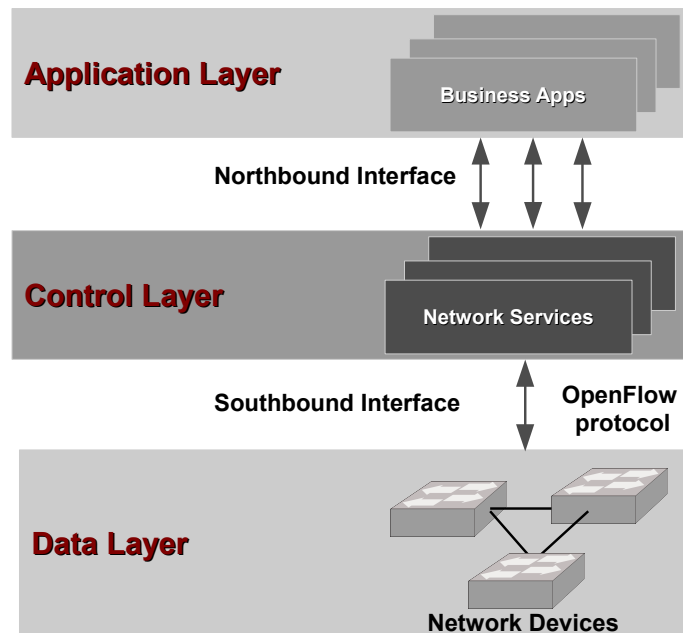 Application Layer
Business Apps
Northbound Interface
Control Layer
Network Services
Southbound Interface
OpenFlow
protocol
Data Layer
Network Devices